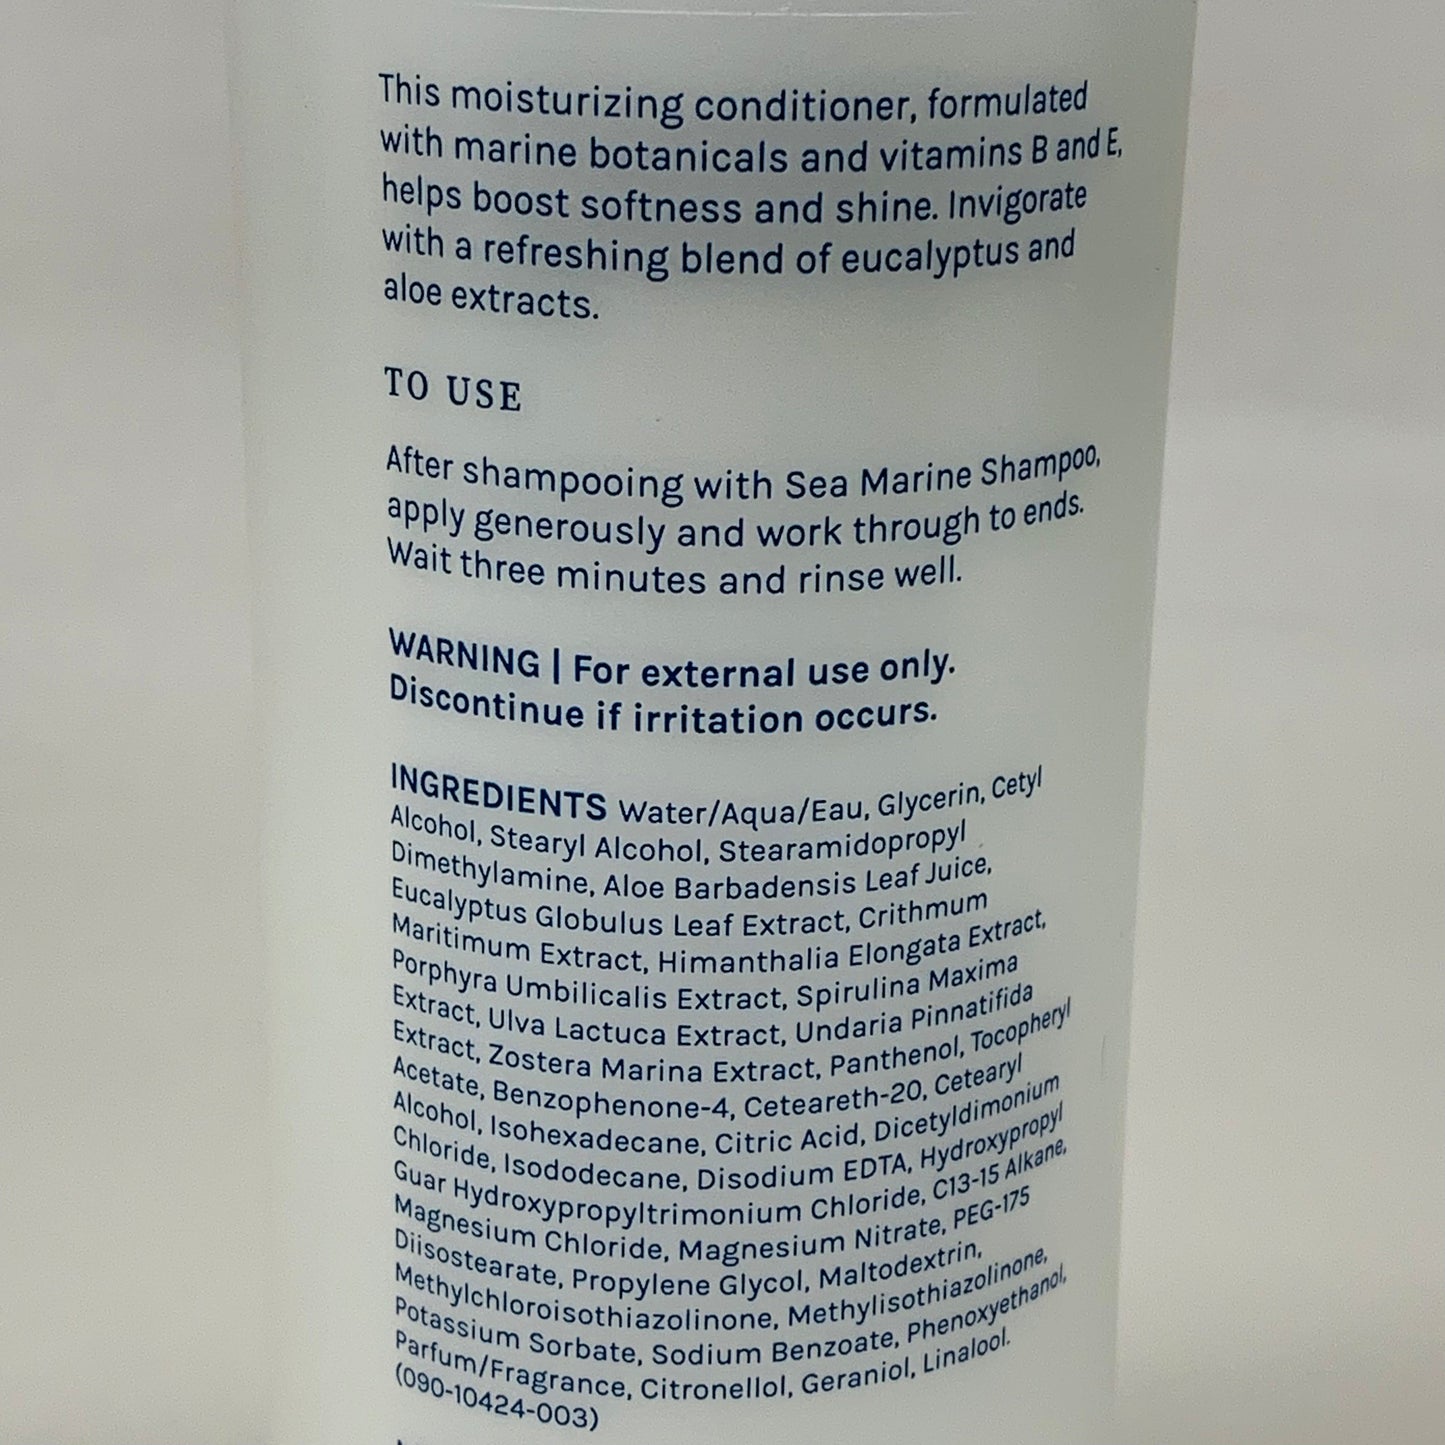 This moisturizing conditioner, formulated
with marine botanicals and vitamins B and E,
helps boost softness and shine. Invigorate
with a refreshing blend of eucalyptus and
aloe extracts.
TO USE
After shampooing with Sea Marine Shampoo,
apply generously and work through to ends.
Wait three minutes and rinse well.
WARNING | For external use only.
Discontinue if irritation occurs.
INGREDIENTS Water/Aqua/Eau, Glycerin, Cetyl
Alcohol, Stearyl Alcohol, Stearamidopropyl
Dimethylamine, Aloe Barbadensis Leaf Juice,
Eucalyptus Globulus Leaf Extract, Crithmum
Maritimum Extract, Himanthalia Elongata Extract,
Porphyra Umbilicalis Extract, Spirulina Maxima
Extract, Ulva Lactuca Extract, Undaria Pinnatifida
Extract, Zostera Marina Extract, Panthenol, Tocopheryl
Acetate, Benzophenone-4, Ceteareth-20, Cetearyl
Alcohol, Isohexadecane, Citric Acid, Dicetyldimonium
Chloride, Isododecane, Disodium EDTA, Hydroxypropyl
Guar Hydroxypropyltrimonium Chloride, C13-15 Alkane,
Magnesium Chloride, Magnesium Nitrate, PEG-175
Diisostearate, Propylene Glycol, Maltodextrin,
Methylchloroisothiazolinone, Methylisothiazolinone,
Potassium Sorbate, Sodium Benzoate, Phenoxyethanol,
Parfum/Fragrance, Citronellol, Geraniol, Linalool.
(090-10424-003)